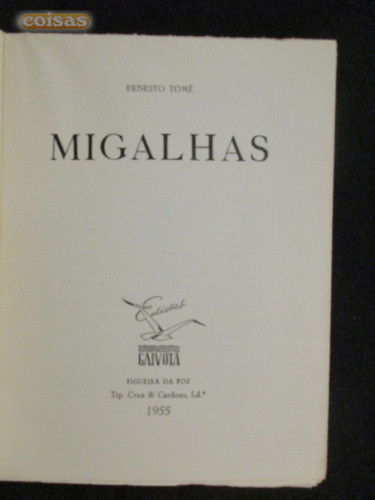 coisas
ERNESTO TOMÉ
MIGALHAS
Edições
GAIVOTA
FIGUEIRA DA FOZ
Tip. Cruz & Cardoso, Ld.ª
1955